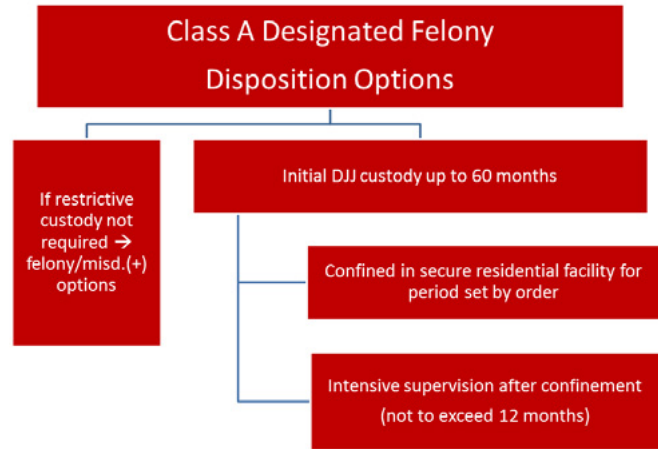 Class A Designated Felony
Disposition Options
If restrictive
custody not
required →
felony/misd.(+)
options
Initial DJJ custody up to 60 months
Confined in secure residential facility for
period set by order
Intensive supervision after confinement
(not to exceed 12 months)